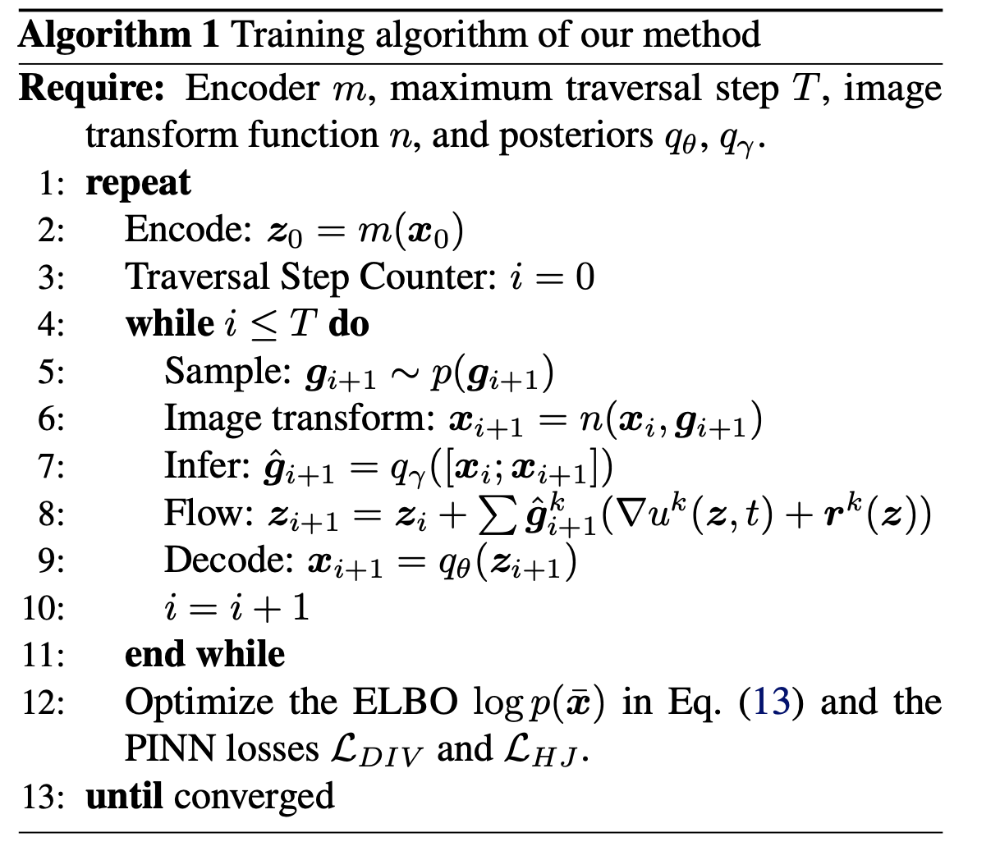 Algorithm 1 Training algorithm of our method
Require: Encoder m, maximum traversal step T, image
transform function n, and posteriors q_θ, q_γ.
1: repeat
2: Encode: z_0 = m(x_0)
3: Traversal Step Counter: i = 0
4: while i ≤ T do
5: Sample: g_{i+1} ∼ p(g_{i+1})
6: Image transform: x_{i+1} = n(x_i, g_{i+1})
7: Infer: ĝ_{i+1} = q_γ([x_i; x_{i+1}])
8: Flow: z_{i+1} = z_i + ∑ ĝ^k_{i+1}(∇u^k(z, t) + r^k(z))
9: Decode: x_{i+1} = q_θ(z_{i+1})
10: i = i + 1
11: end while
12: Optimize the ELBO log p(x̄) in Eq. (13) and the
PINN losses ℒ_{DIV} and ℒ_{HJ}.
13: until converged